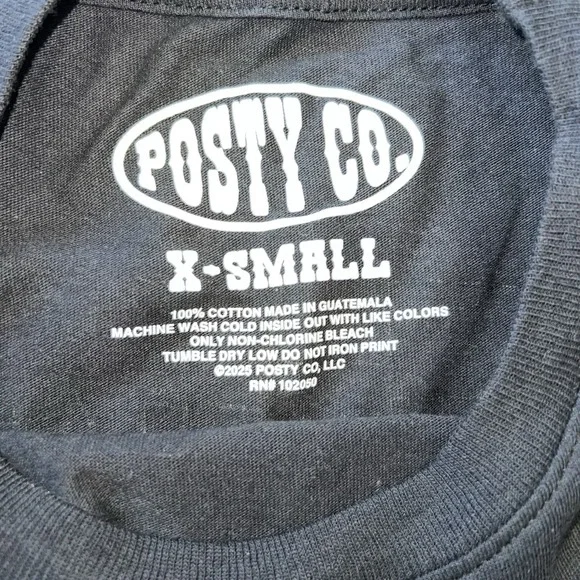 POSTY CO.
X-SMALL
100% COTTON MADE IN GUATEMALA
MACHINE WASH COLD INSIDE OUT WITH LIKE COLORS
ONLY NON-CHLORINE BLEACH
TUMBLE DRY LOW DO NOT IRON PRINT
©2025 POSTY CO, LLC
RN# 102050